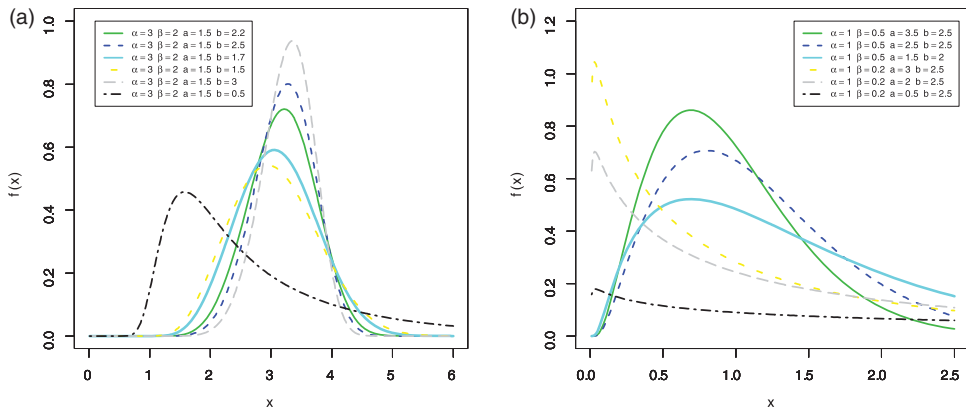 (a)
1.0
0.8
0.6
0.4
0.2
0.0
f (x)
α = 3 β = 2 a = 1.5 b = 2.2
α = 3 β = 2 a = 1.5 b = 2.5
α = 3 β = 2 a = 1.5 b = 1.7
α = 3 β = 2 a = 1.5 b = 1.5
α = 3 β = 2 a = 1.5 b = 3
α = 3 β = 2 a = 1.5 b = 0.5
0 1 2 3 4 5 6
x
(b)
1.2
1.0
0.8
0.6
0.4
0.2
0.0
f (x)
α = 1 β = 0.5 a = 3.5 b = 2.5
α = 1 β = 0.5 a = 2.5 b = 2.5
α = 1 β = 0.5 a = 1.5 b = 2
α = 1 β = 0.2 a = 3 b = 2.5
α = 1 β = 0.2 a = 2 b = 2.5
α = 1 β = 0.2 a = 0.5 b = 2.5
0.0 0.5 1.0 1.5 2.0 2.5
x